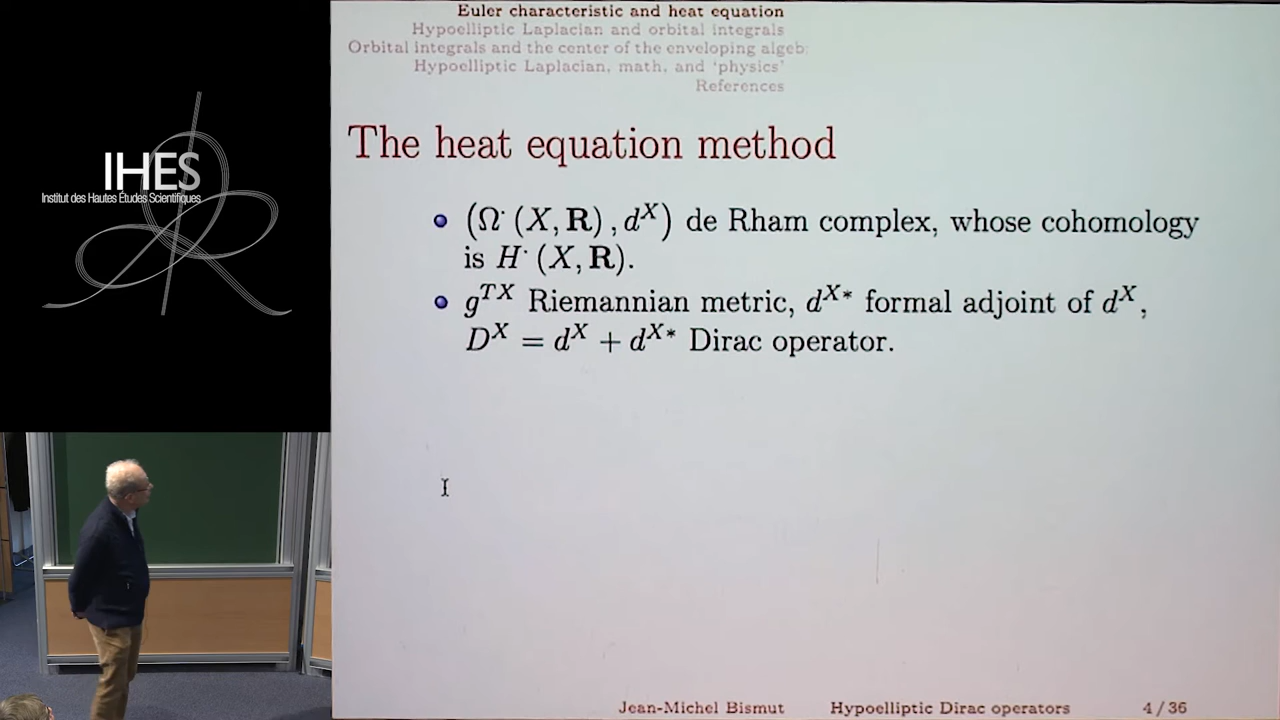 IHES
Institut des Hautes Études Scientifiques
Euler characteristic and heat equation
Hypoelliptic Laplacian and orbital integrals
Orbital integrals and the center of the enveloping algeb
Hypoelliptic Laplacian, math, and ‘physics’
References
The heat equation method
(Ω· (X, R), d^X) de Rham complex, whose cohomology
is H· (X, R).
g^{TX} Riemannian metric, d^{X*} formal adjoint of d^X,
D^X = d^X + d^{X*} Dirac operator.
Jean-Michel Bismut Hypoelliptic Dirac operators 4 / 36